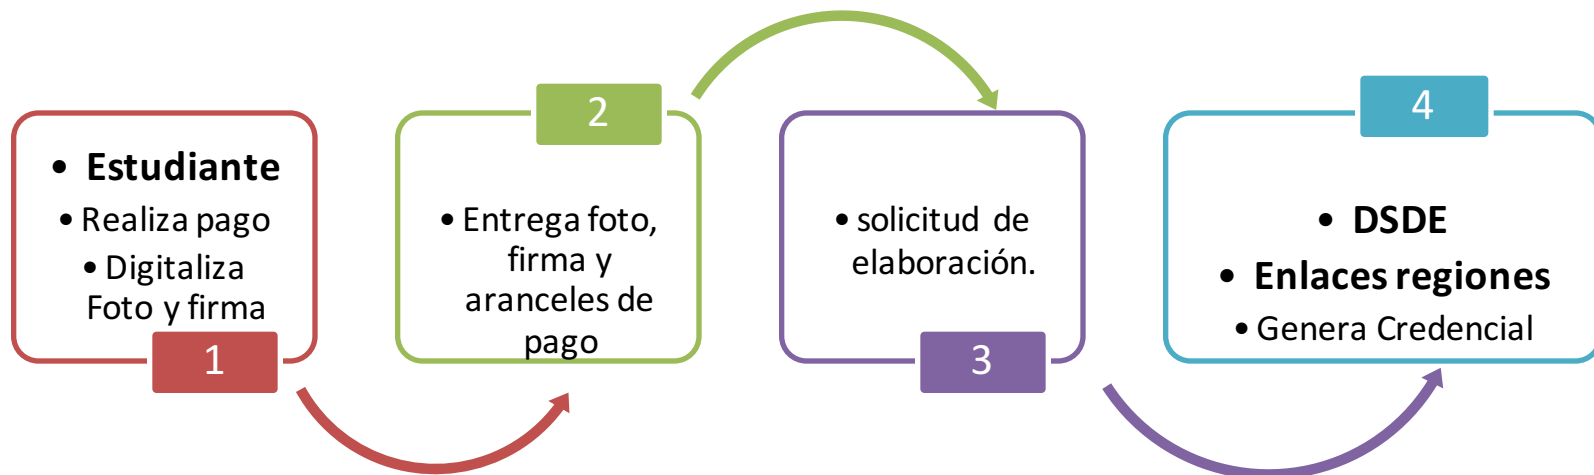 • Estudiante
• Realiza pago
• Digitaliza
Foto y firma
1
2
• Entrega foto,
firma y
aranceles de
pago
• solicitud de
elaboración.
3
4
• DSDE
• Enlaces regiones
• Genera Credencial